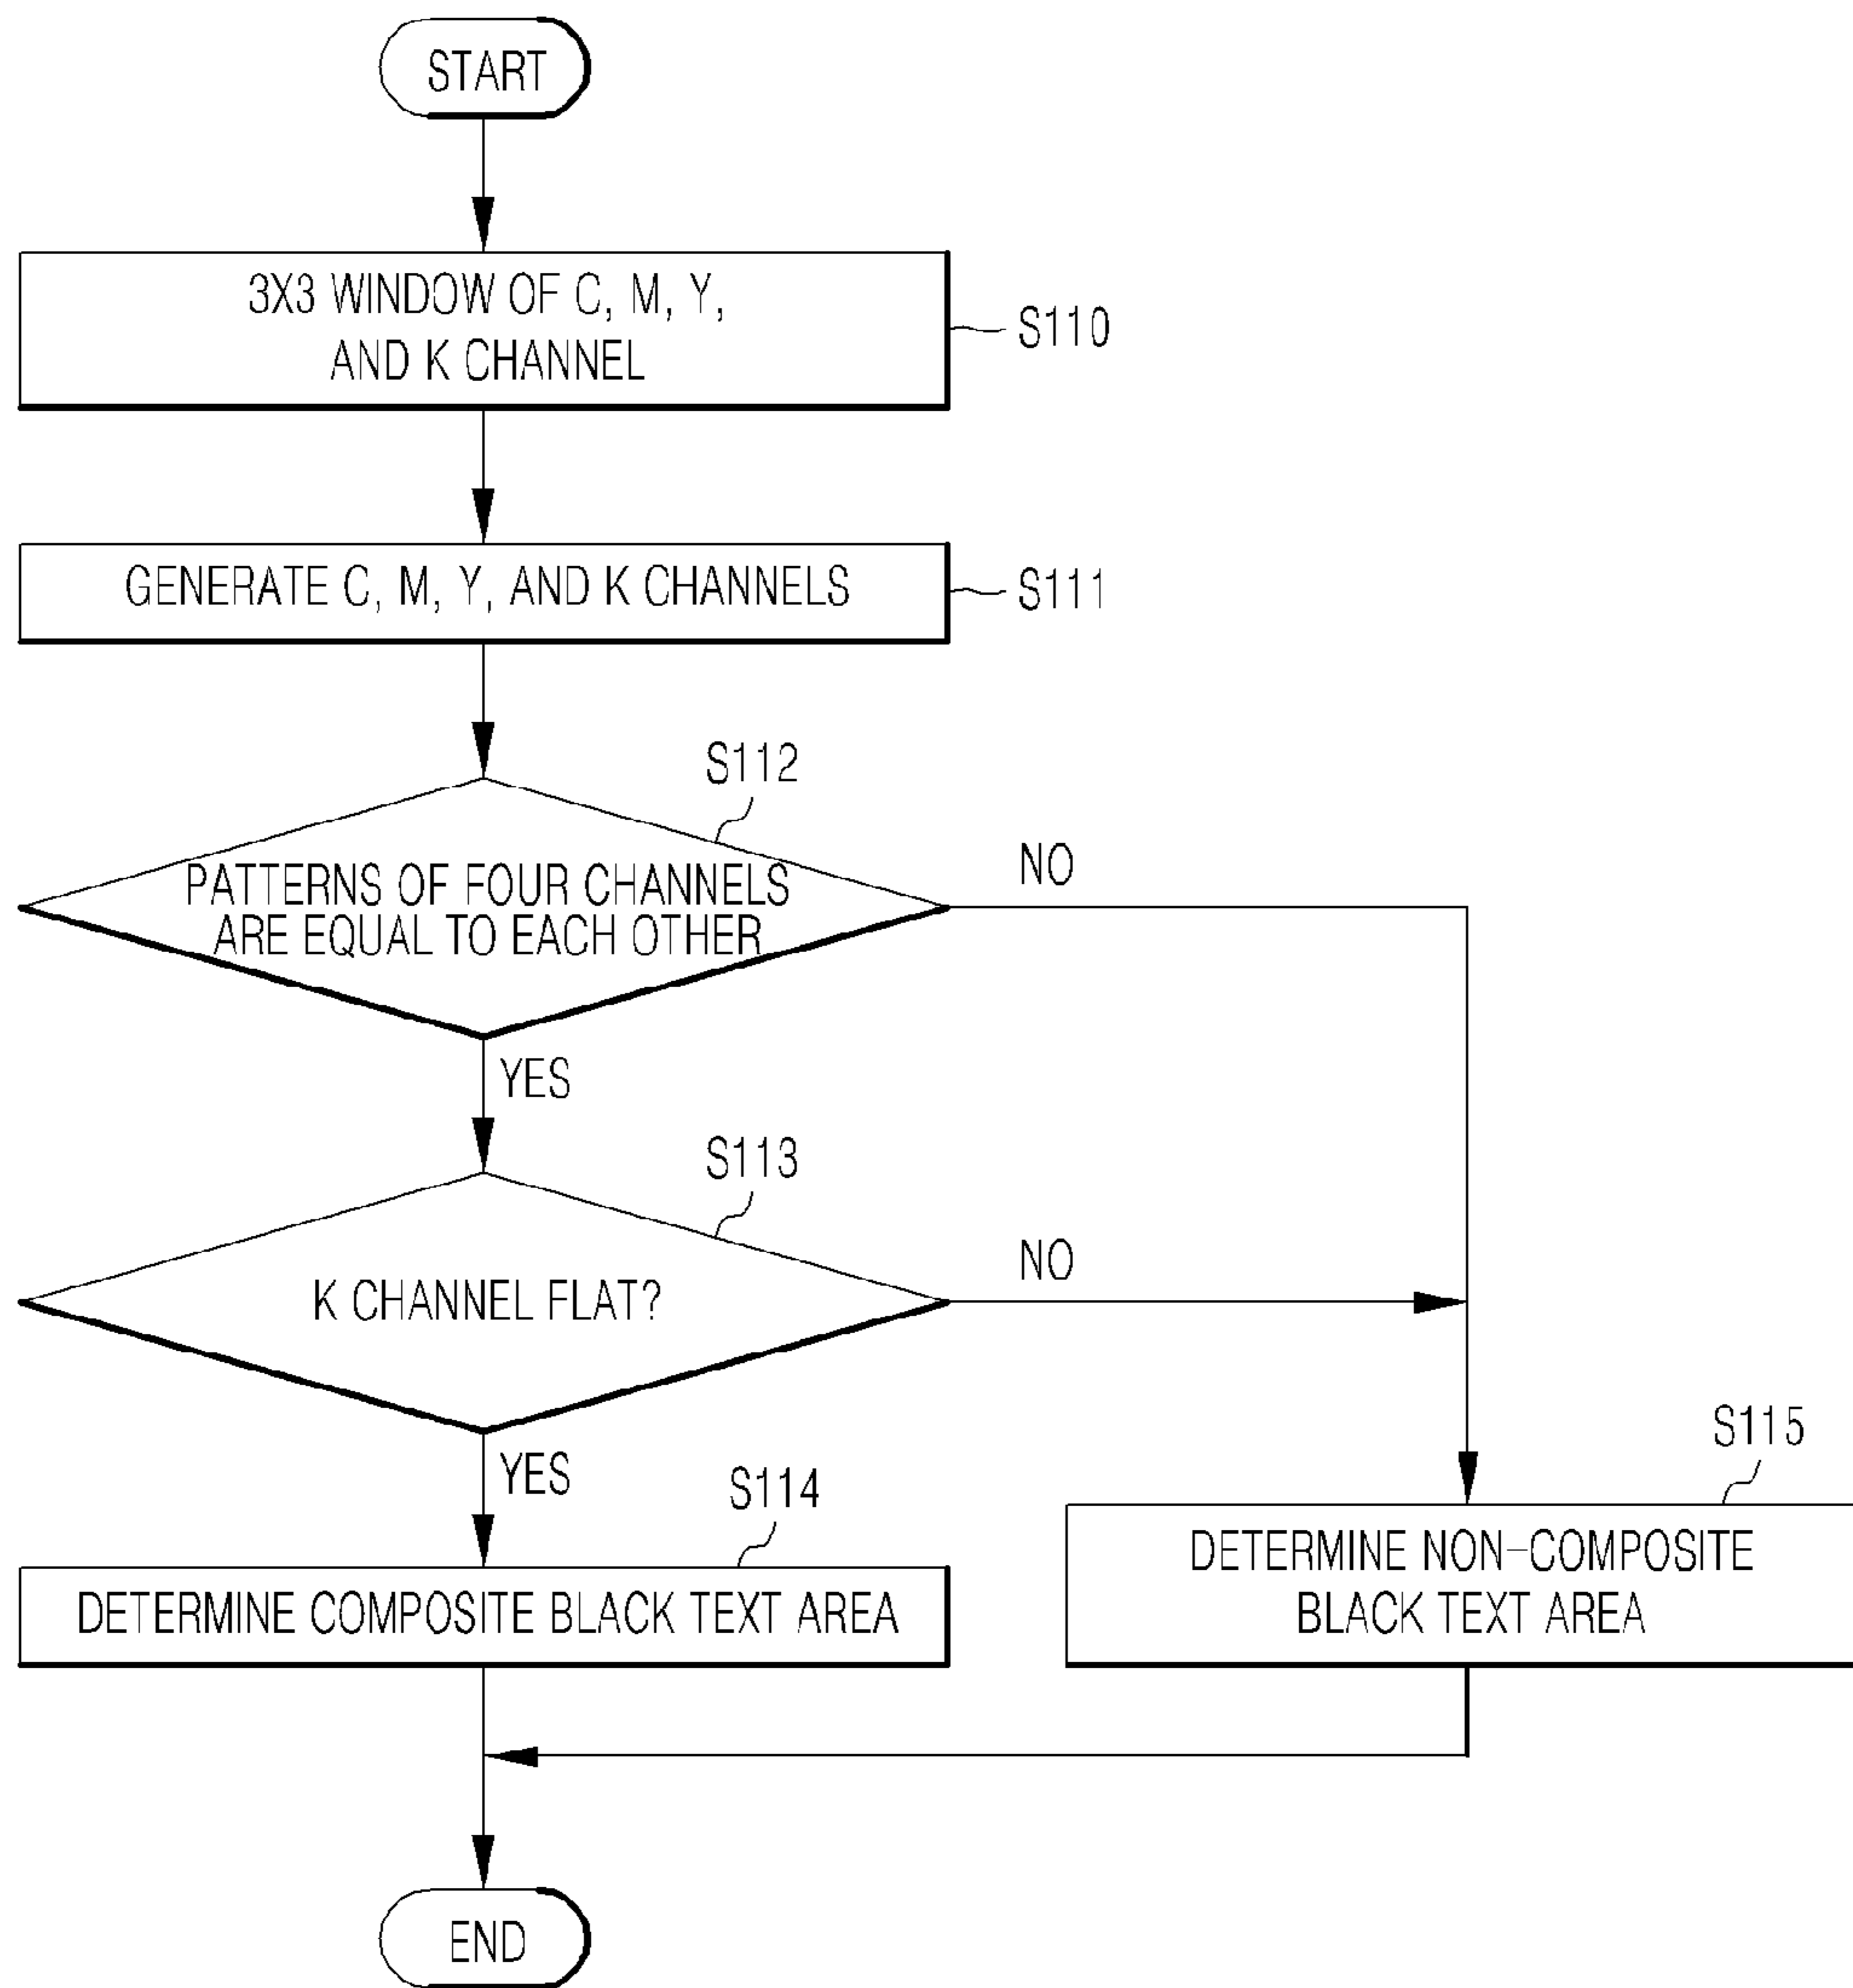 START
3X3 WINDOW OF C, M, Y,
AND K CHANNEL
S110
GENERATE C, M, Y, AND K CHANNELS
S111
S112
PATTERNS OF FOUR CHANNELS
ARE EQUAL TO EACH OTHER
NO
YES
S113
K CHANNEL FLAT?
NO
YES
S114
DETERMINE COMPOSITE BLACK TEXT AREA
S115
DETERMINE NON-COMPOSITE
BLACK TEXT AREA
END